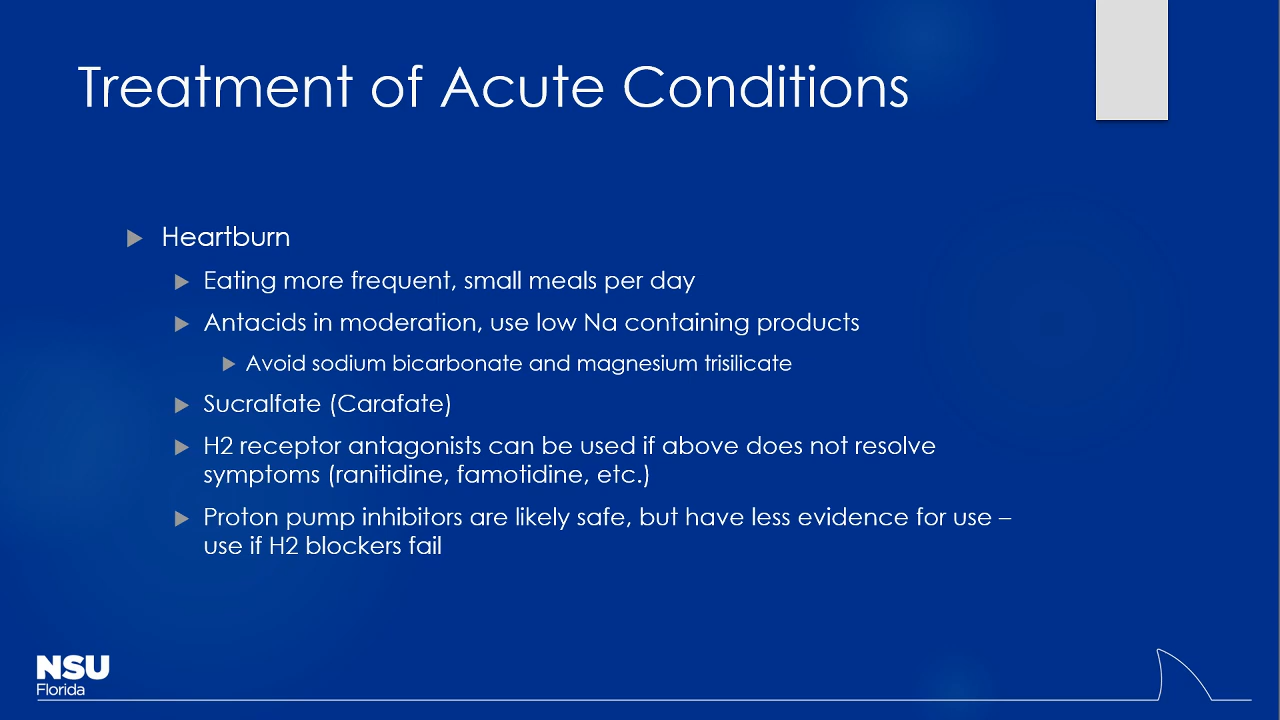 Treatment of Acute Conditions
Heartburn
Eating more frequent, small meals per day
Antacids in moderation, use low Na containing products
Avoid sodium bicarbonate and magnesium trisilicate
Sucralfate (Carafate)
H2 receptor antagonists can be used if above does not resolve
symptoms (ranitidine, famotidine, etc.)
Proton pump inhibitors are likely safe, but have less evidence for use –
use if H2 blockers fail
NSU
Florida